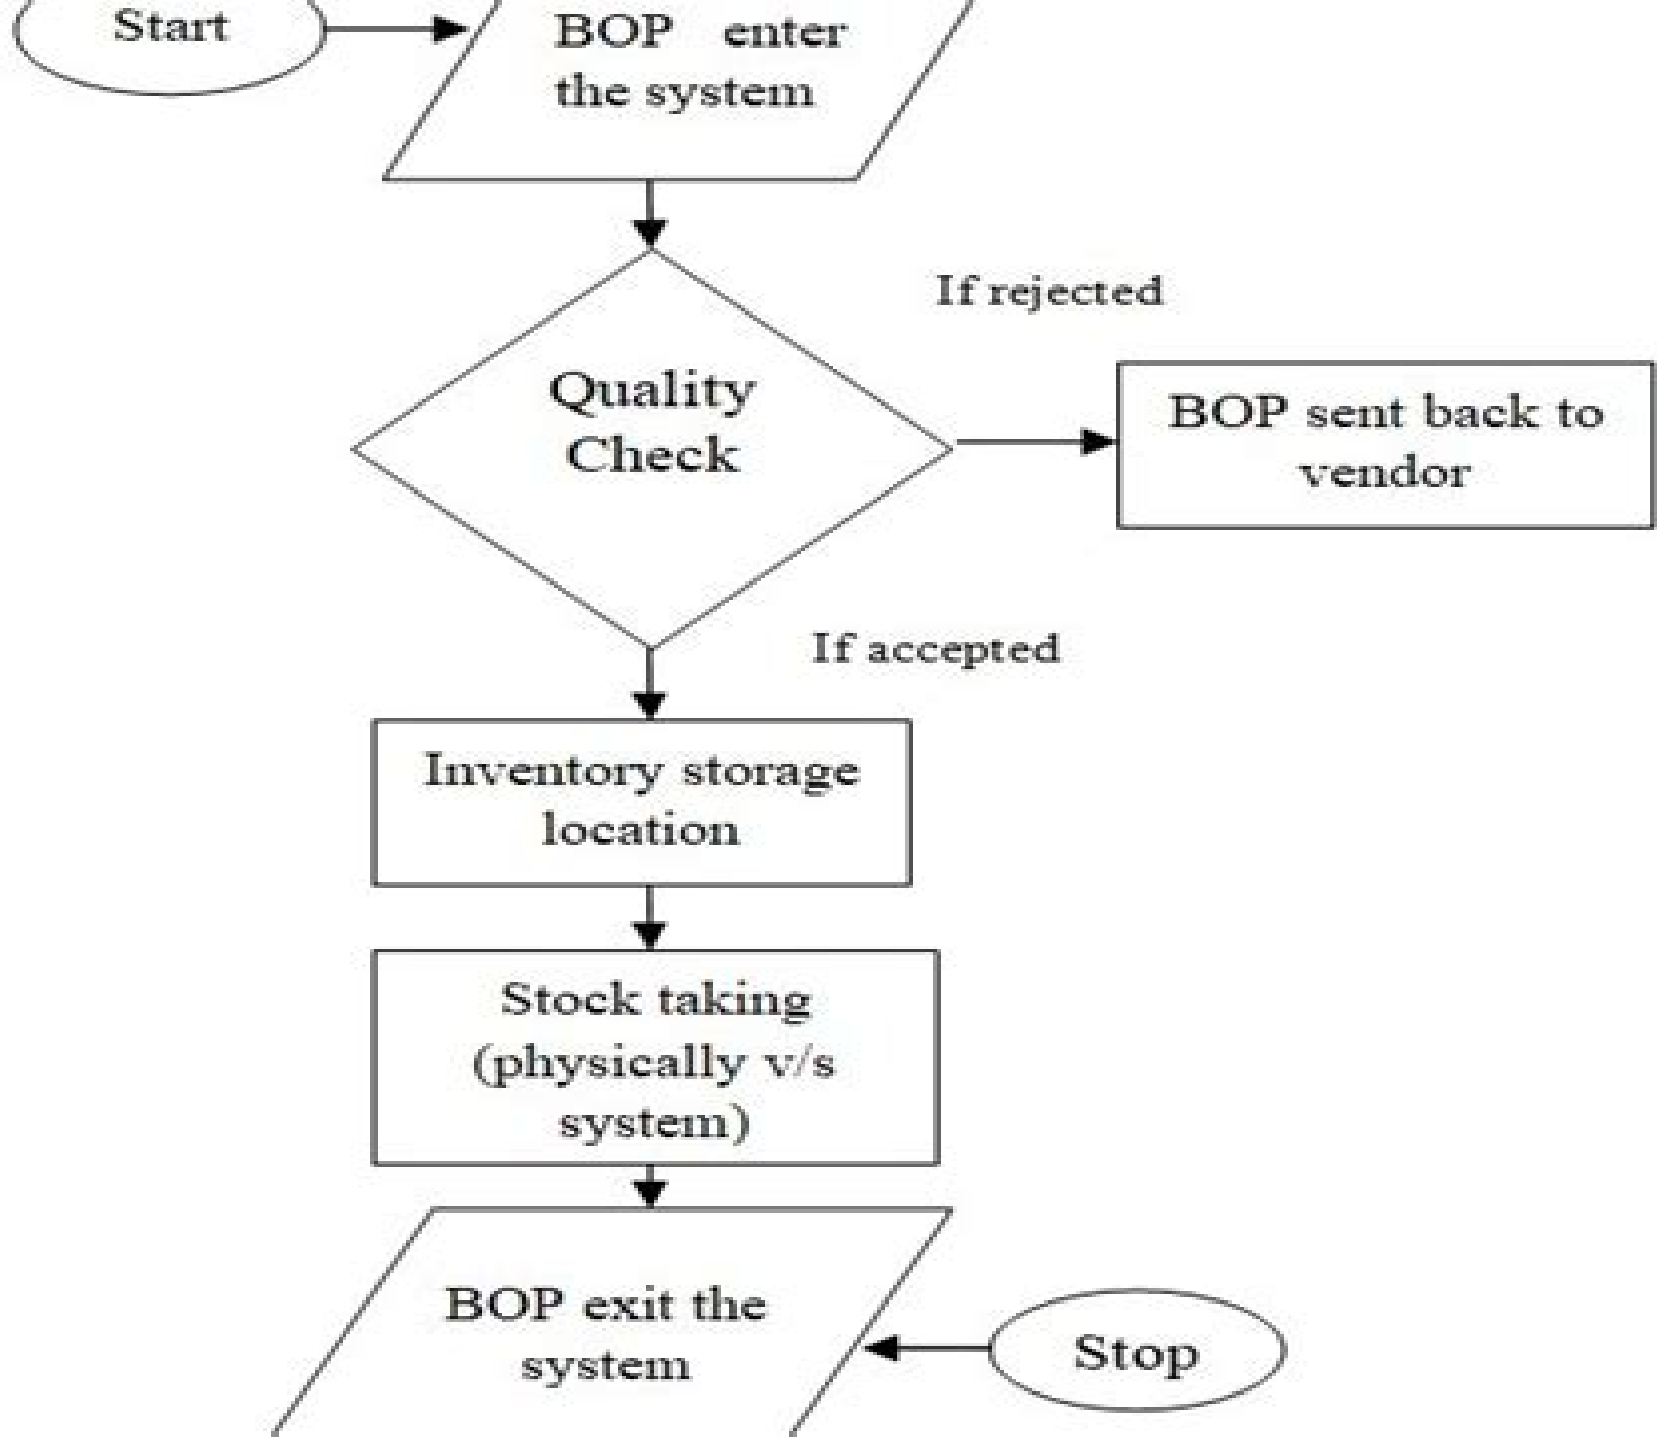 Start
BOP enter
the system
If rejected
Quality
Check
BOP sent back to
vendor
If accepted
Inventory storage
location
Stock taking
(physically v/s
system)
BOP exit the
system
Stop